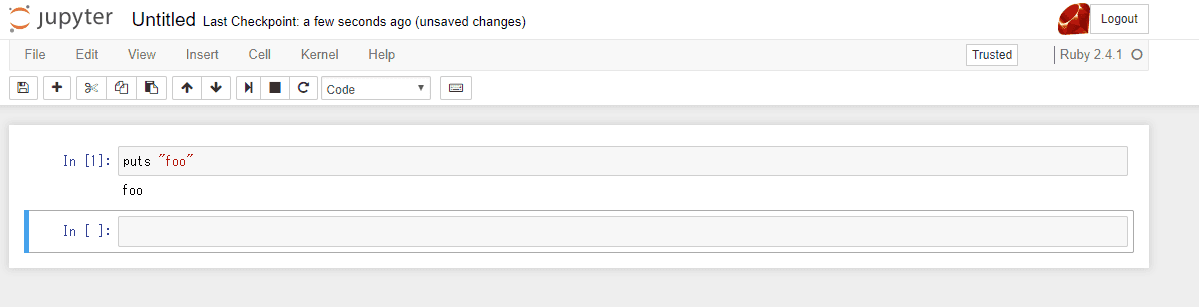 jupyter Untitled Last Checkpoint: a few seconds ago (unsaved changes) Logout
File Edit View Insert Cell Kernel Help Trusted Ruby 2.4.1
Code
In [1]: puts "foo"
foo
In [ ]: